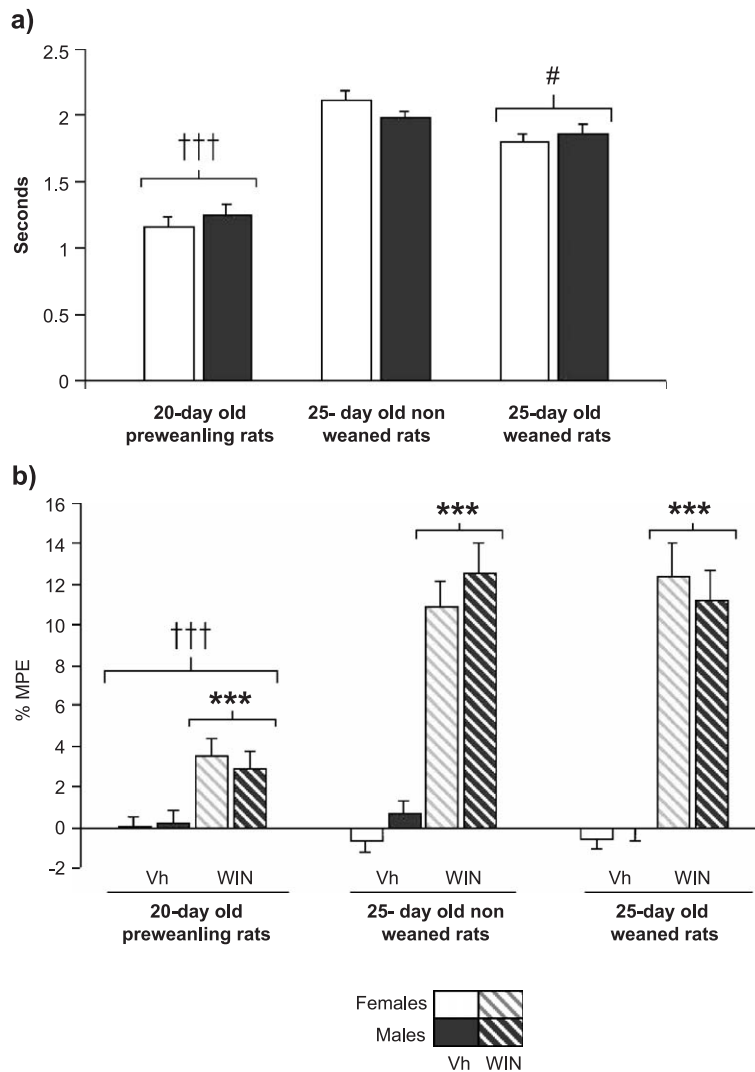 a)
2.5
2
1.5
1
0.5
0
Seconds
†††
#
20-day old
preweanling rats
25- day old non
weaned rats
25-day old
weaned rats
b)
16
14
12
10
8
6
4
2
0
-2
% MPE
†††
***
***
***
Vh WIN
20-day old
preweanling rats
Vh WIN
25- day old non
weaned rats
Vh WIN
25-day old
weaned rats
Females
Males
Vh WIN